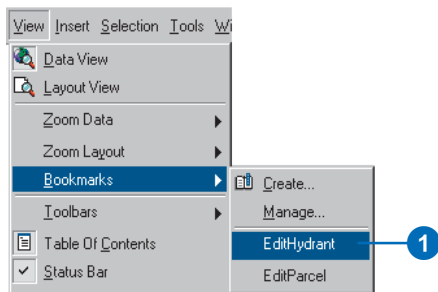 View Insert Selection Tools
Data View
Layout View
Zoom Data
Zoom Layout
Bookmarks
Create...
Toolbars
Manage...
Table Of Contents
EditHydrant 1
Status Bar
EditParcel